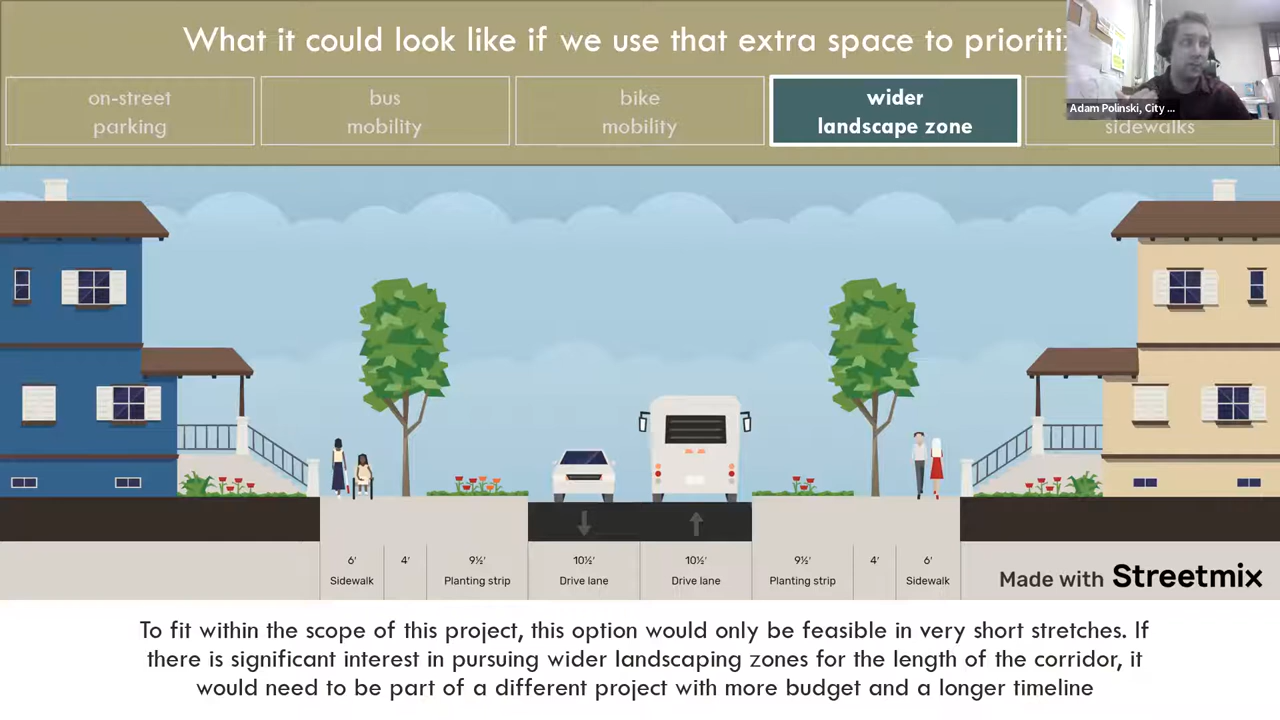 What it could look like if we use that extra space to
on-street
parking
bus
mobility
bike
mobility
wider
landscape zone
sidewalks
Adam Polinski, City ...
6' 4' 9½' 10½' 10½' 9½' 4' 6'
Sidewalk Planting strip Drive lane Drive lane Planting strip Sidewalk
Made with Streetmix
To fit within the scope of this project, this option would only be feasible in very short stretches. If
there is significant interest in pursuing wider landscaping zones for the length of the corridor, it
would need to be part of a different project with more budget and a longer timeline